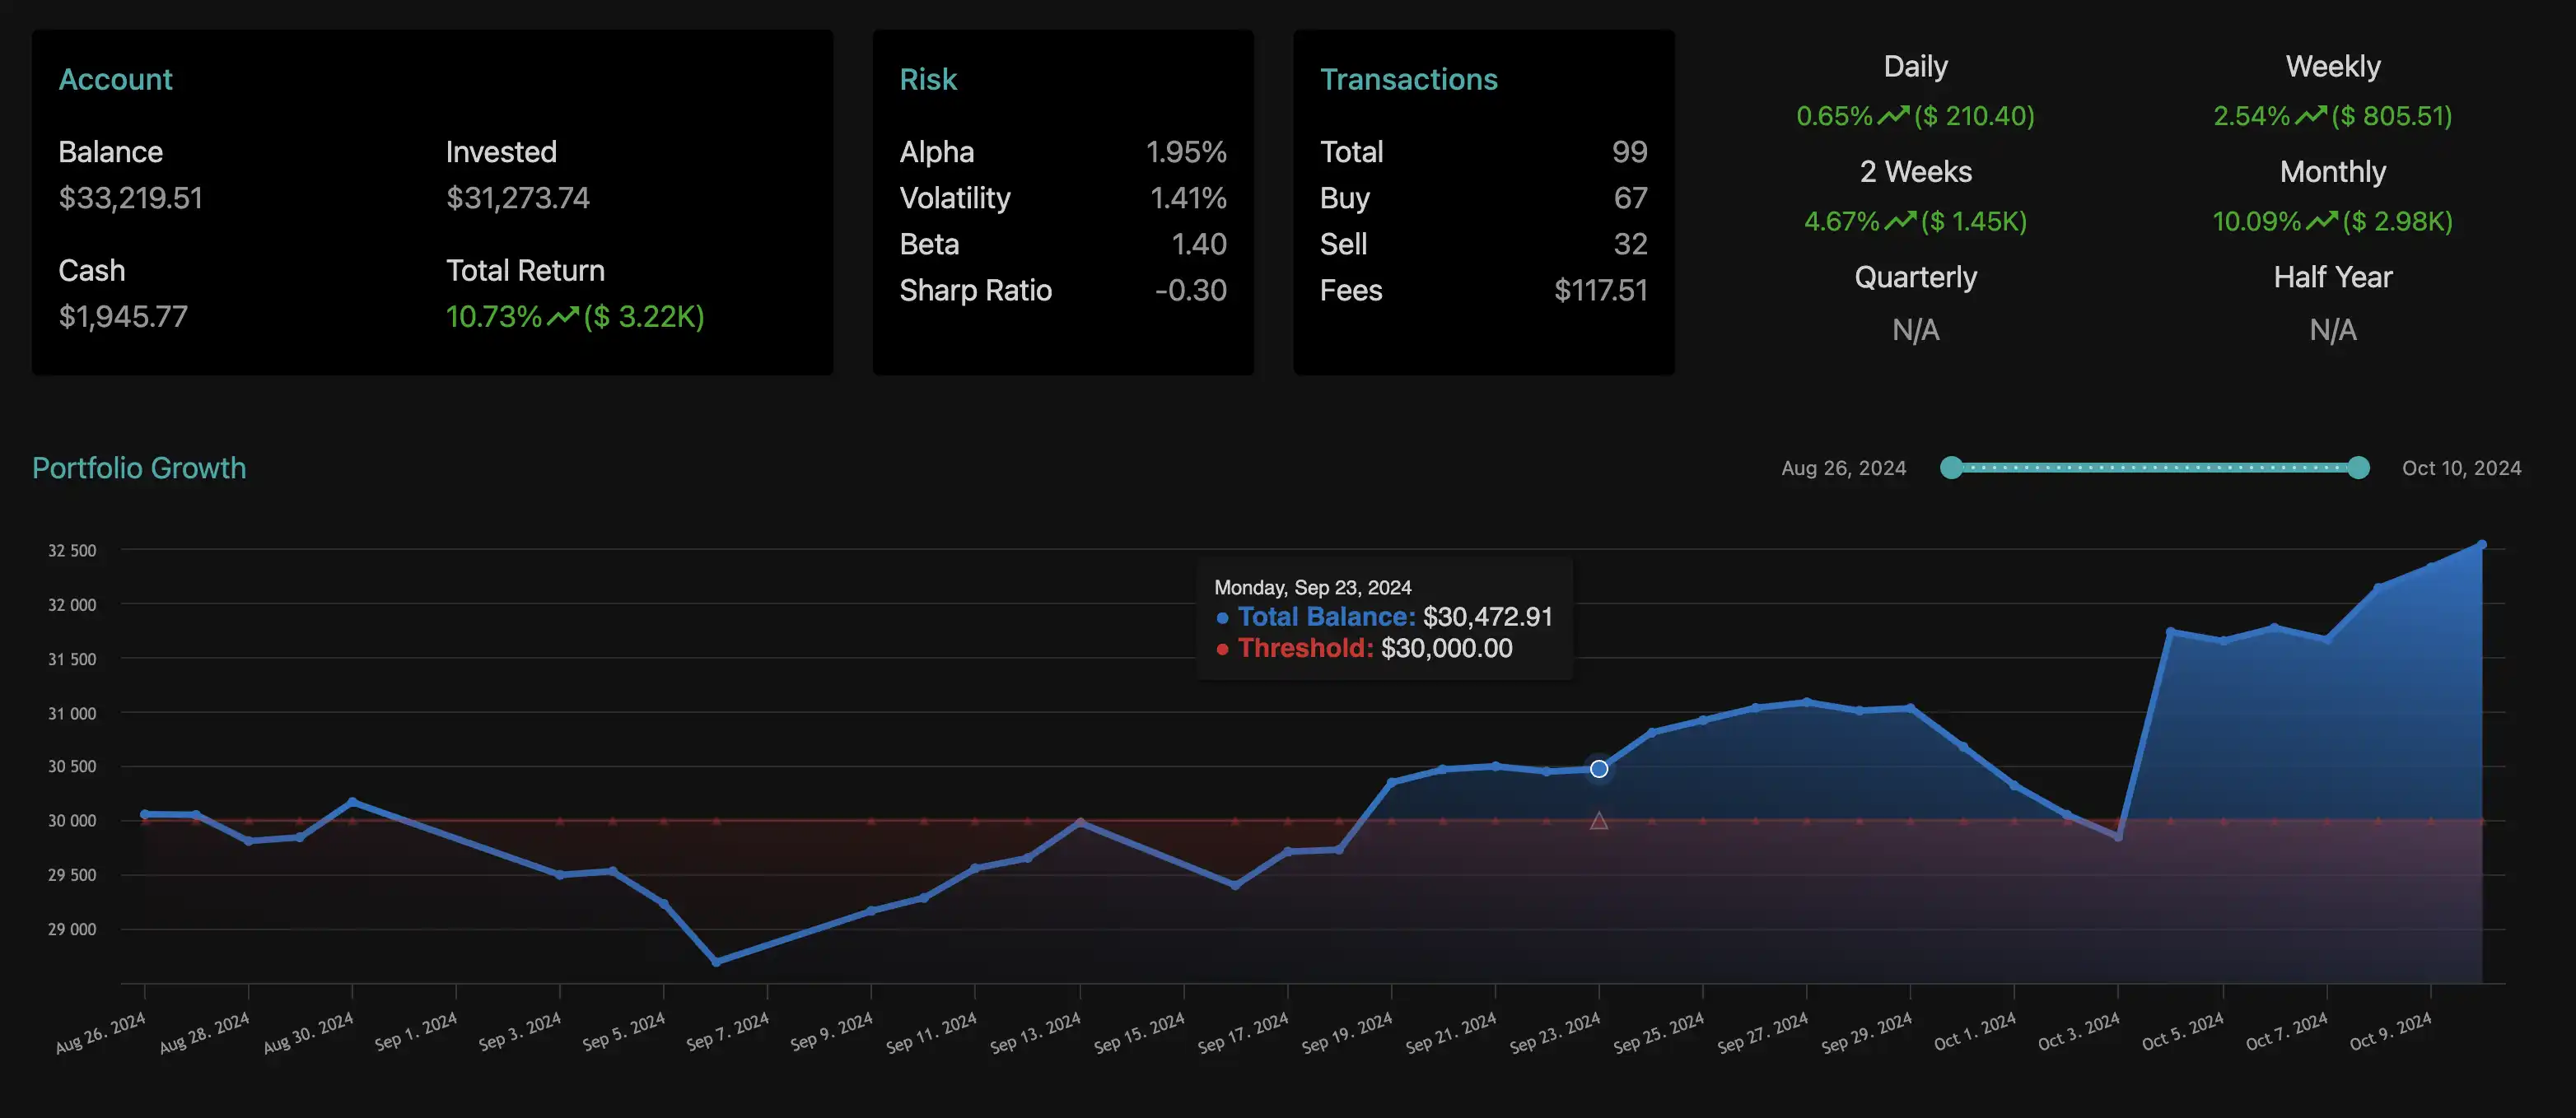 Account
Balance
$33,219.51
Invested
$31,273.74
Cash
$1,945.77
Total Return
10.73% ($ 3.22K)
Risk
Alpha 1.95%
Volatility 1.41%
Beta 1.40
Sharp Ratio -0.30
Transactions
Total 99
Buy 67
Sell 32
Fees $117.51
Daily
0.65% ($ 210.40)
Weekly
2.54% ($ 805.51)
2 Weeks
4.67% ($ 1.45K)
Monthly
10.09% ($ 2.98K)
Quarterly
N/A
Half Year
N/A
Portfolio Growth
Aug 26, 2024
Oct 10, 2024
32 500
32 000
31 500
31 000
30 500
30 000
29 500
29 000
Monday, Sep 23, 2024
Total Balance: $30,472.91
Threshold: $30,000.00
Aug 26. 2024
Aug 28. 2024
Aug 30. 2024
Sep 1. 2024
Sep 3. 2024
Sep 5. 2024
Sep 7. 2024
Sep 9. 2024
Sep 11. 2024
Sep 13. 2024
Sep 15. 2024
Sep 17. 2024
Sep 19. 2024
Sep 21. 2024
Sep 23. 2024
Sep 25. 2024
Sep 27. 2024
Sep 29. 2024
Oct 1. 2024
Oct 3. 2024
Oct 5. 2024
Oct 7. 2024
Oct 9. 2024